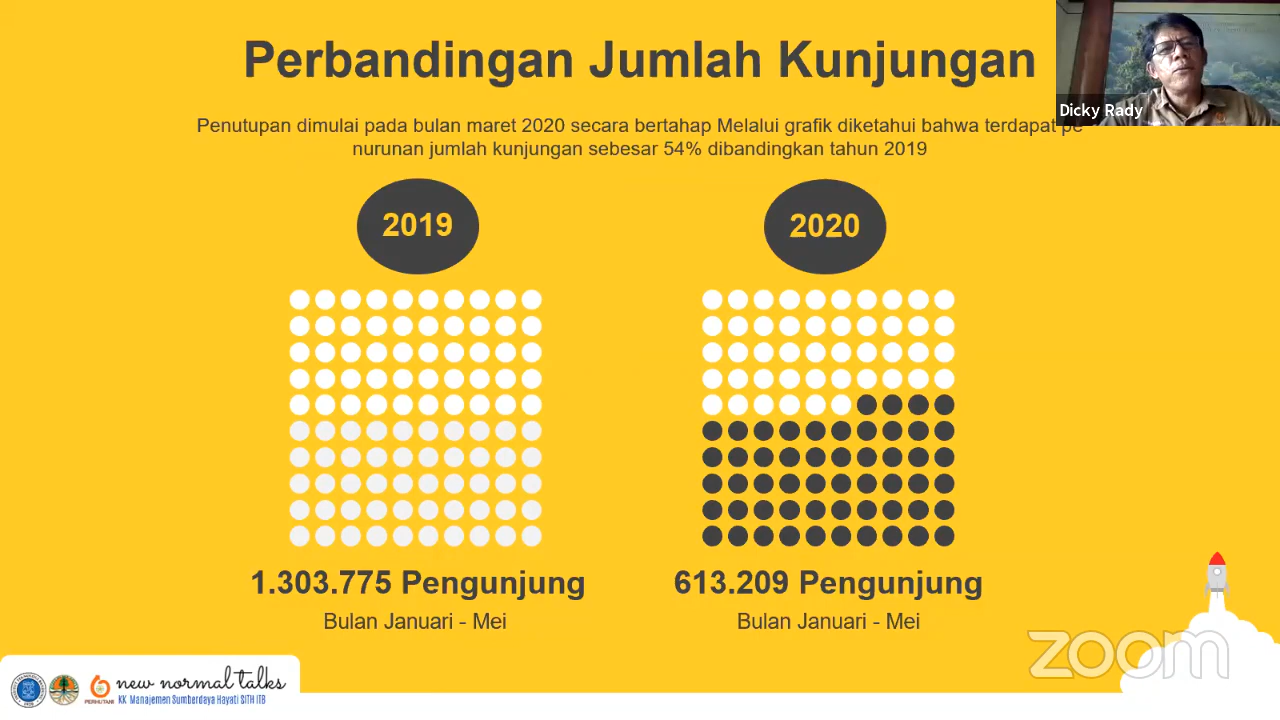 Perbandingan Jumlah Kunjungan
Dicky Rady
Penutupan dimulai pada bulan maret 2020 secara bertahap Melalui grafik diketahui bahwa terdapat pe
nurunan jumlah kunjungan sebesar 54% dibandingkan tahun 2019
2019
2020
1.303.775 Pengunjung
613.209 Pengunjung
Bulan Januari - Mei
Bulan Januari - Mei
zoom
PERHUTANI
new normal talks
KK Manajemen Sumberdaya Hayati SITH ITB